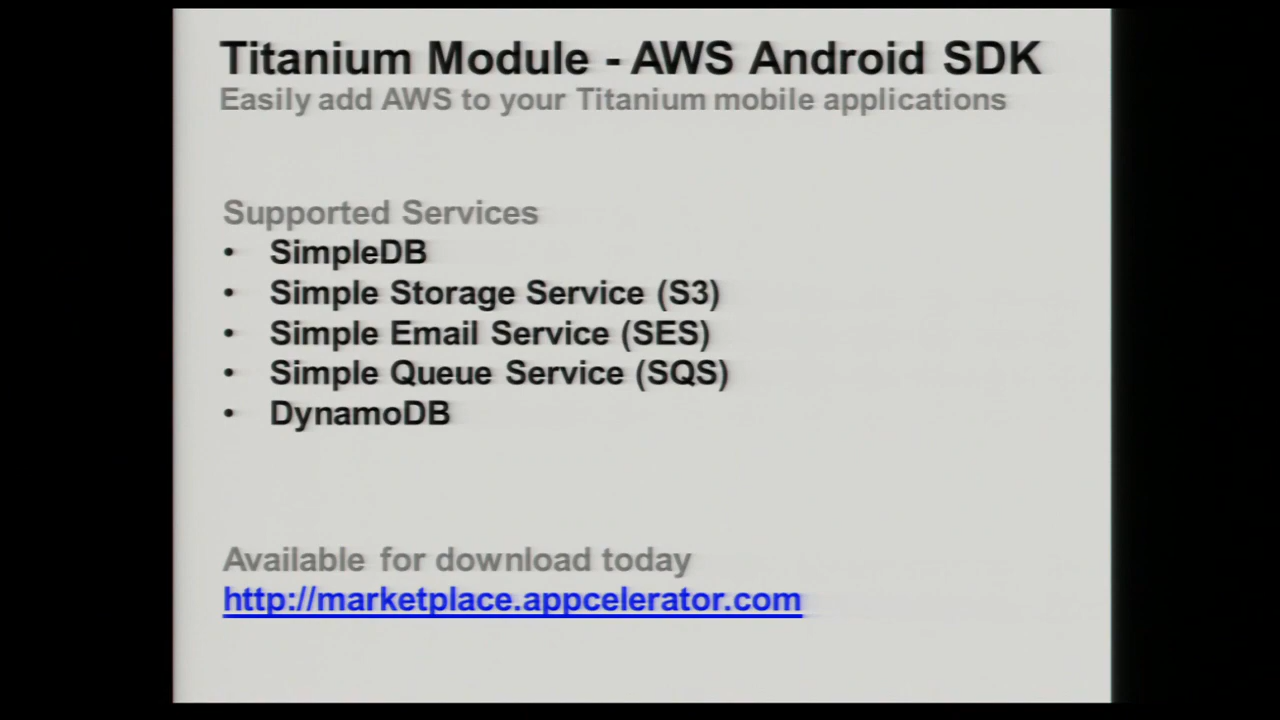 Titanium Module - AWS Android SDK
Easily add AWS to your Titanium mobile applications
Supported Services
• SimpleDB
• Simple Storage Service (S3)
• Simple Email Service (SES)
• Simple Queue Service (SQS)
• DynamoDB
Available for download today
http://marketplace.appcelerator.com